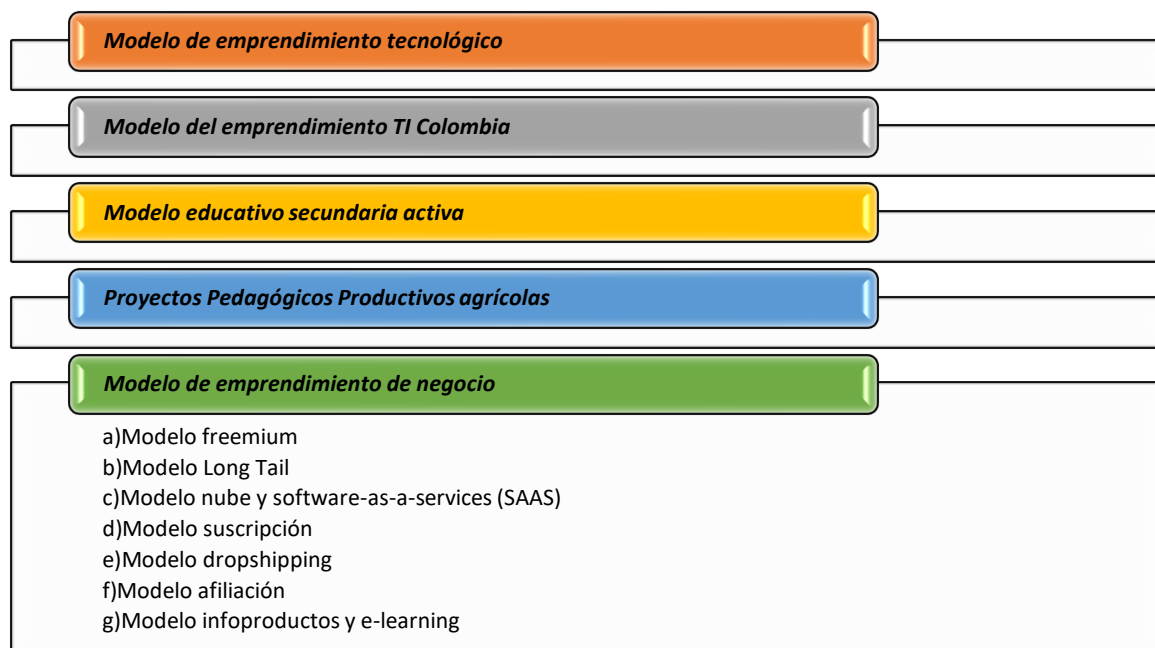 Modelo de emprendimiento tecnológico
Modelo del emprendimiento TI Colombia
Modelo educativo secundaria activa
Proyectos Pedagógicos Productivos agrícolas
Modelo de emprendimiento de negocio
a)Modelo freemium
b)Modelo Long Tail
c)Modelo nube y software-as-a-services (SAAS)
d)Modelo suscripción
e)Modelo dropshipping
f)Modelo afiliación
g)Modelo infoproductos y e-learning